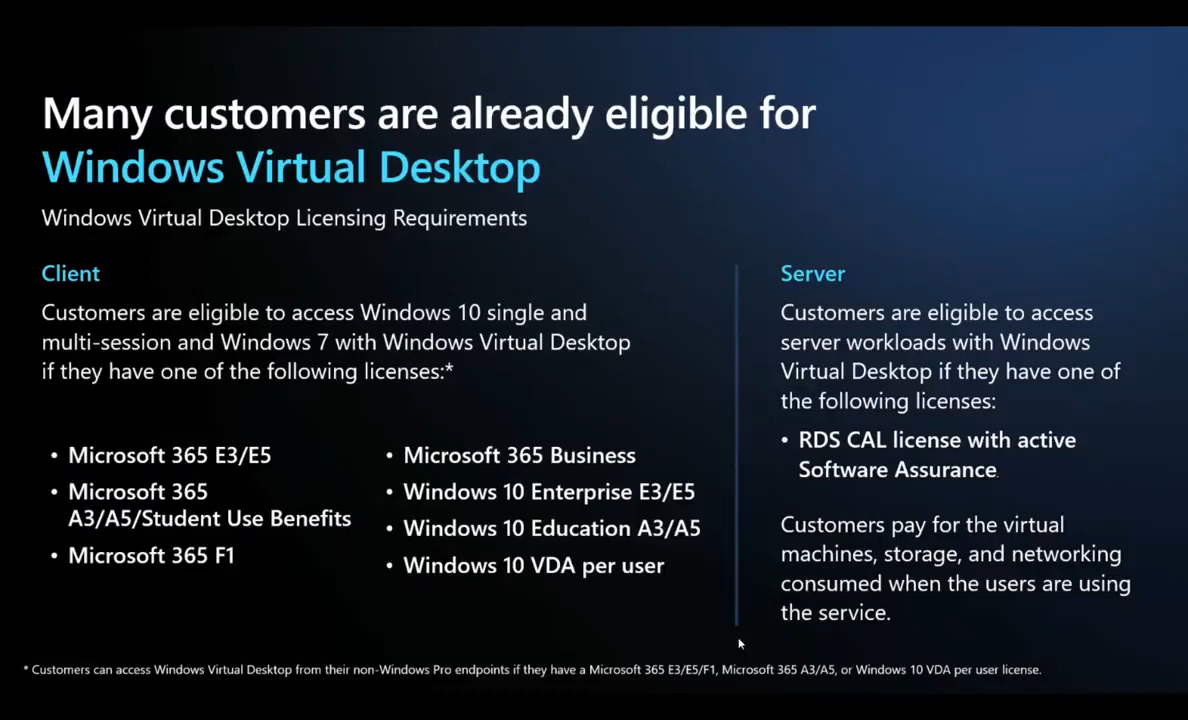 Many customers are already eligible for
Windows Virtual Desktop
Windows Virtual Desktop Licensing Requirements
Client
Customers are eligible to access Windows 10 single and
multi-session and Windows 7 with Windows Virtual Desktop
if they have one of the following licenses:*
• Microsoft 365 E3/E5
• Microsoft 365
A3/A5/Student Use Benefits
• Microsoft 365 F1
• Microsoft 365 Business
• Windows 10 Enterprise E3/E5
• Windows 10 Education A3/A5
• Windows 10 VDA per user
Server
Customers are eligible to access
server workloads with Windows
Virtual Desktop if they have one of
the following licenses:
• RDS CAL license with active
Software Assurance.
Customers pay for the virtual
machines, storage, and networking
consumed when the users are using
the service.
* Customers can access Windows Virtual Desktop from their non-Windows Pro endpoints if they have a Microsoft 365 E3/E5/F1, Microsoft 365 A3/A5, or Windows 10 VDA per user license.